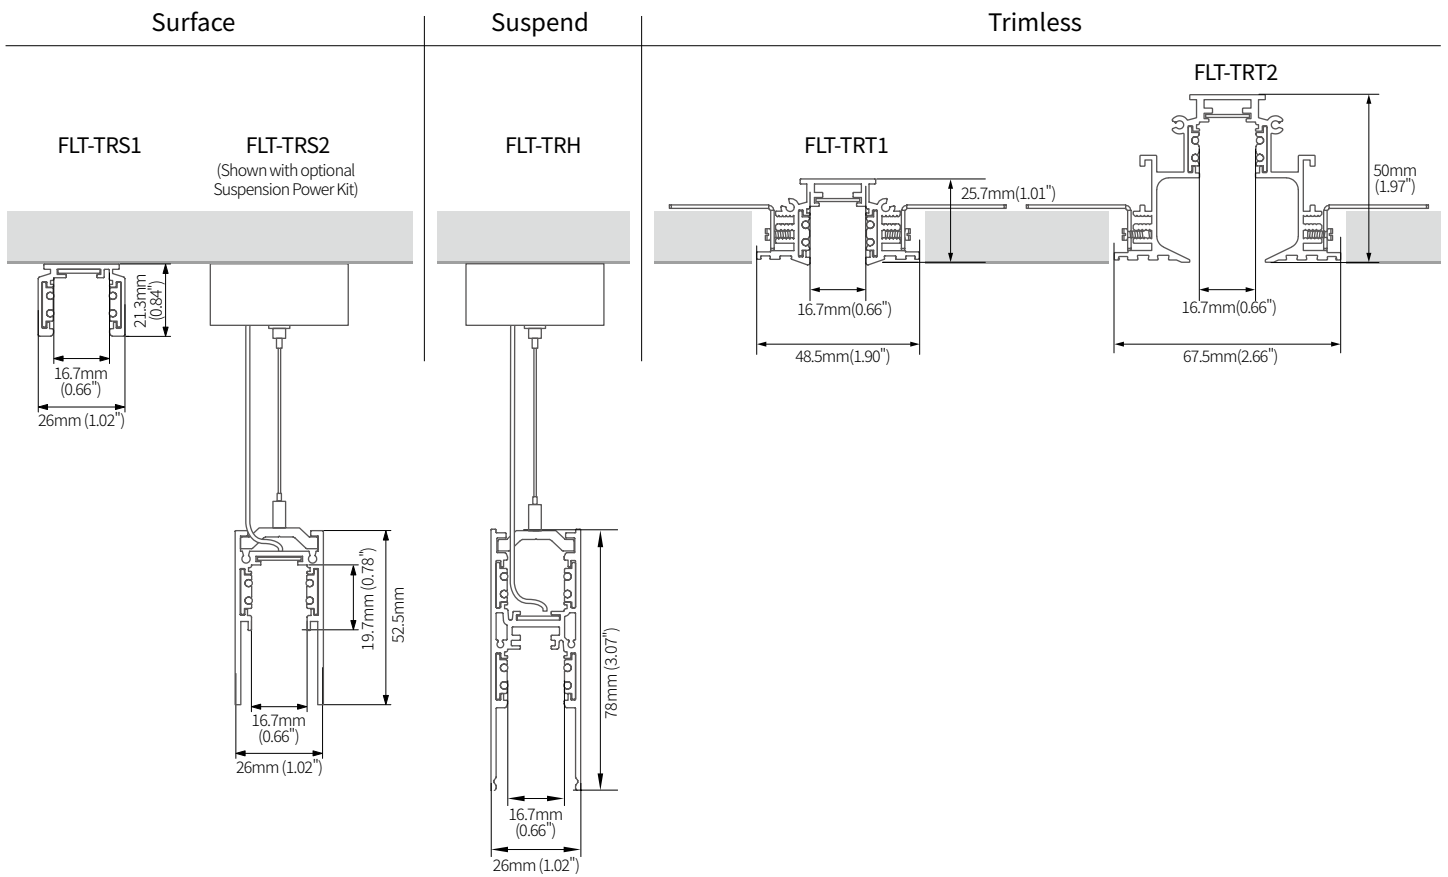 Surface
Suspend
Trimless
FLT-TRS1
FLT-TRS2
(Shown with optional
Suspension Power Kit)
FLT-TRH
FLT-TRT1
FLT-TRT2
21.3mm
(0.84")
16.7mm
(0.66")
26mm (1.02")
19.7mm (0.78")
52.5mm
16.7mm
(0.66")
26mm (1.02")
78mm (3.07")
16.7mm
(0.66")
26mm (1.02")
25.7mm(1.01")
16.7mm(0.66")
48.5mm(1.90")
50mm
(1.97")
16.7mm(0.66")
67.5mm(2.66")